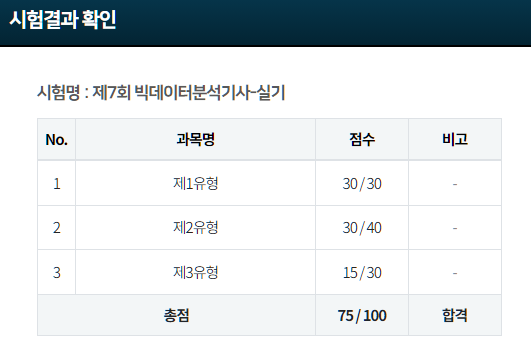 시험결과 확인
시험명 : 제7회 빅데이터분석기사-실기
No. 과목명 점수 비고
1 제1유형 30/30 -
2 제2유형 30/40 -
3 제3유형 15/30 -
총점 75/100 합격